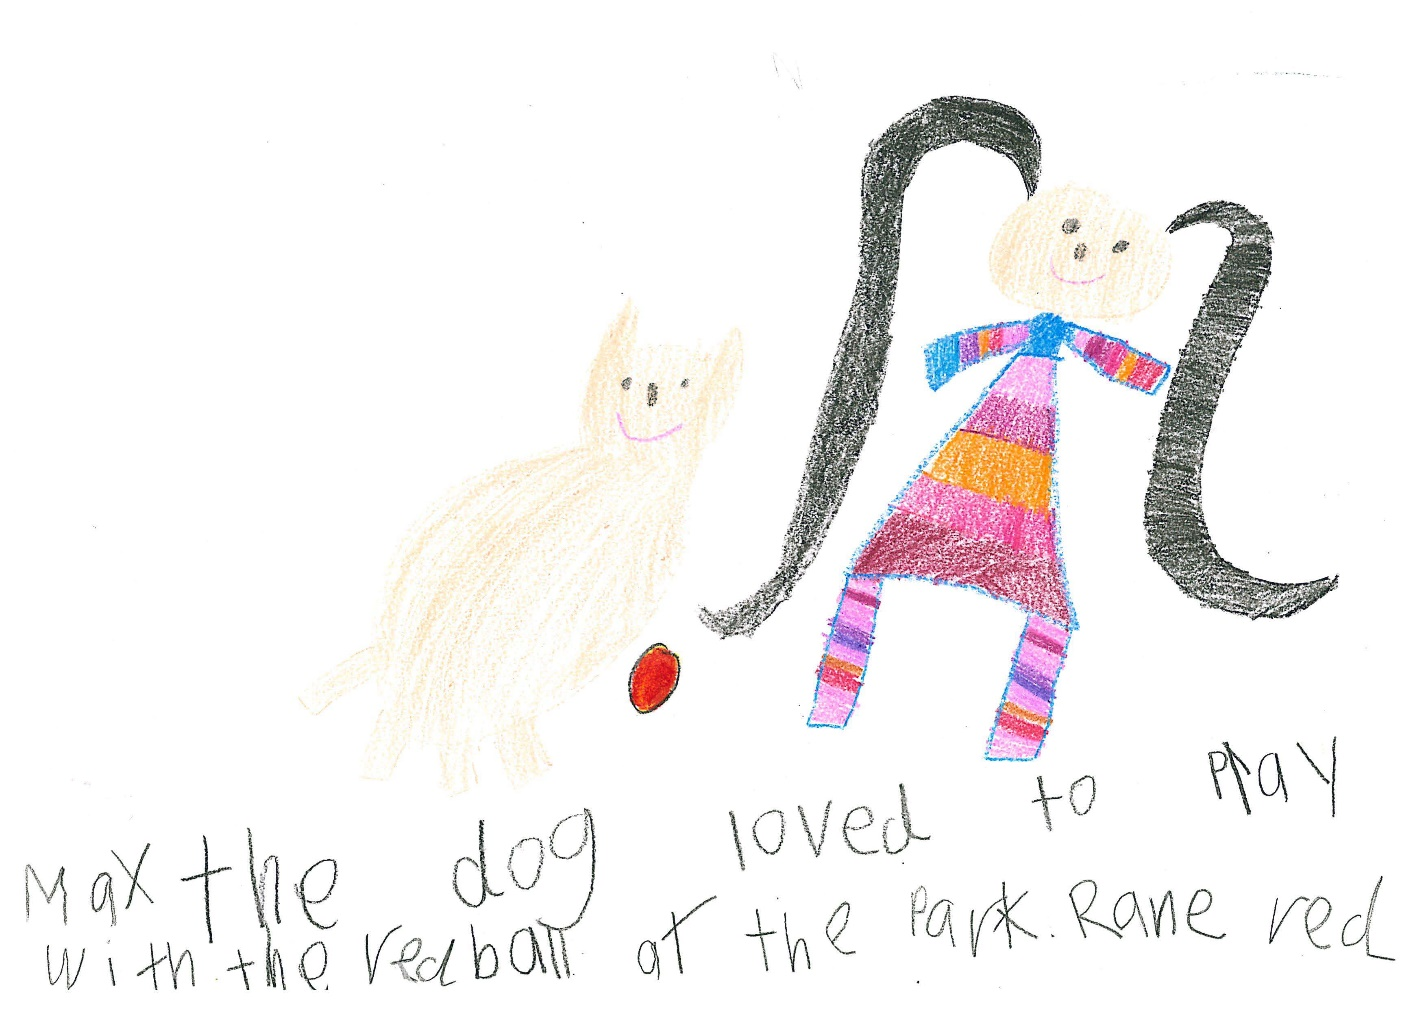 Max the dog loved to play
with the red ball at the Park. Rane red